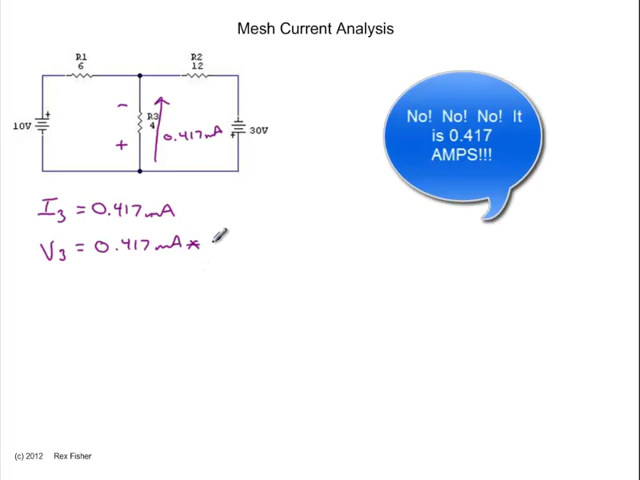 Mesh Current Analysis
R1
6
R2
12
10V
+
−
+
R3
4
0.417mA
+
30V
No! No! No! It
is 0.417
AMPS!!!
I3 = 0.417mA
V3 = 0.417mA *
(c) 2012 Rex Fisher